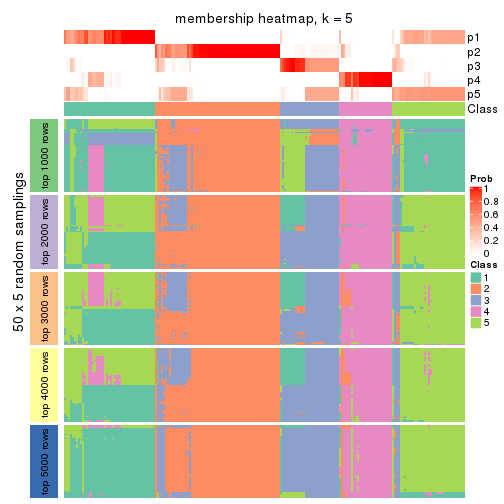 membership heatmap, k = 5
p1
p2
p3
p4
p5
Class
50 x 5 random samplings
top 1000 rows
top 2000 rows
top 3000 rows
top 4000 rows
top 5000 rows
Prob
1
0.8
0.6
0.4
0.2
0
Class
1
2
3
4
5